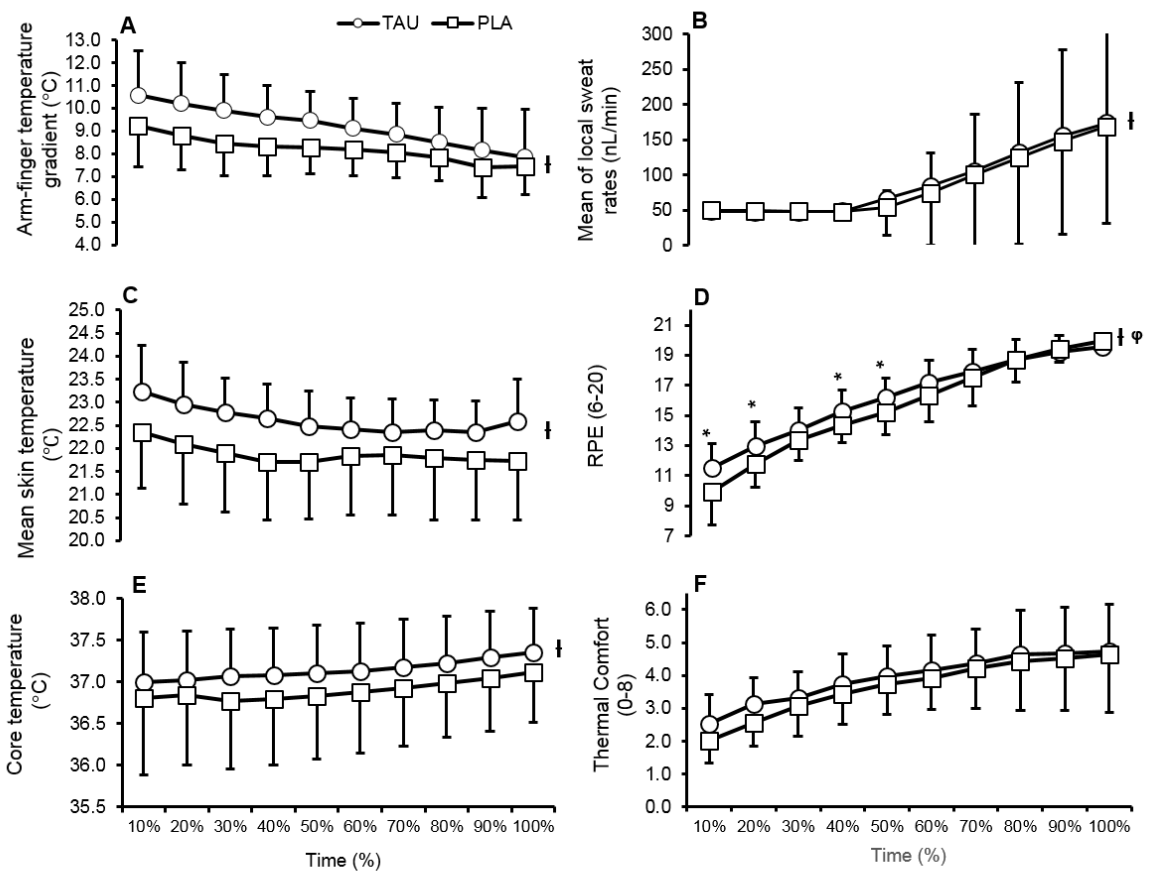 A
TAU PLA
Arm-finger temperature
gradient (°C)
13.0
12.0
11.0
10.0
9.0
8.0
7.0
6.0
5.0
4.0
ƚ
B
Mean of local sweat
rates (nL/min)
300
250
200
150
100
50
0
ƚ
C
Mean skin temperature
(°C)
25.0
24.5
24.0
23.5
23.0
22.5
22.0
21.5
21.0
20.5
20.0
ƚ
D
RPE (6-20)
21
19
17
15
13
11
9
7
* * * *
ƚ φ
E
Core temperature
(°C)
38.0
37.5
37.0
36.5
36.0
35.5
ƚ
10% 20% 30% 40% 50% 60% 70% 80% 90% 100%
Time (%)
F
Thermal Comfort
(0-8)
6.0
5.0
4.0
3.0
2.0
1.0
0.0
10% 20% 30% 40% 50% 60% 70% 80% 90% 100%
Time (%)